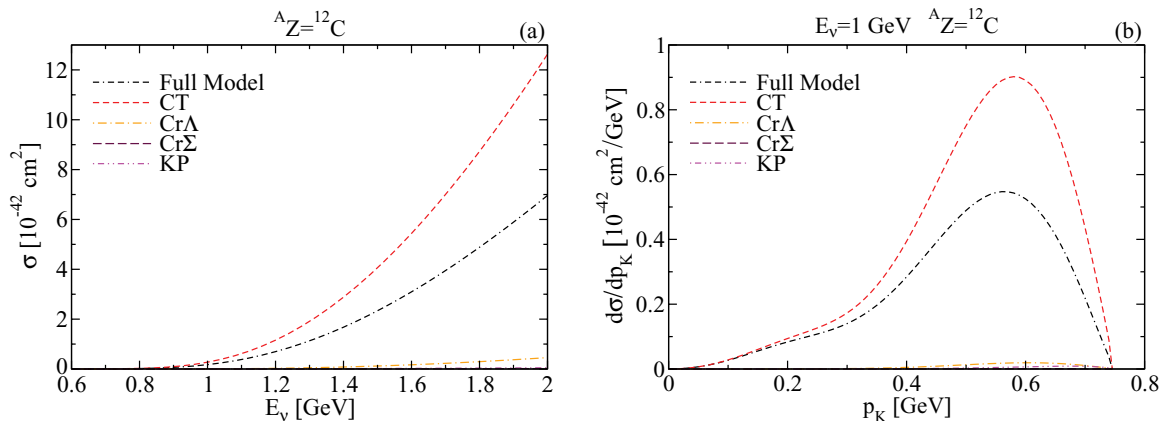 ᴬZ=¹²C
(a)
Full Model
CT
CrΛ
CrΣ
KP
12
10
8
6
4
2
0
σ [10⁻⁴² cm²]
0.6 0.8 1 1.2 1.4 1.6 1.8 2
E_ν [GeV]
E_ν=1 GeV ᴬZ=¹²C
(b)
Full Model
CT
CrΛ
CrΣ
KP
1
0.8
0.6
0.4
0.2
0
dσ/dp_K [10⁻⁴² cm²/GeV]
0 0.2 0.4 0.6 0.8
p_K [GeV]